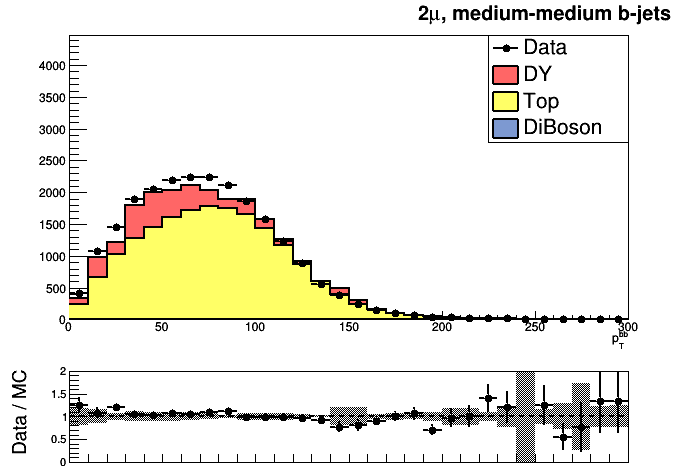 2μ, medium-medium b-jets
Data
DY
Top
DiBoson
4000
3500
3000
2500
2000
1500
1000
500
0
0 50 100 150 200 250 300
p_T^bb
Data / MC
2
1.5
1
0.5
0